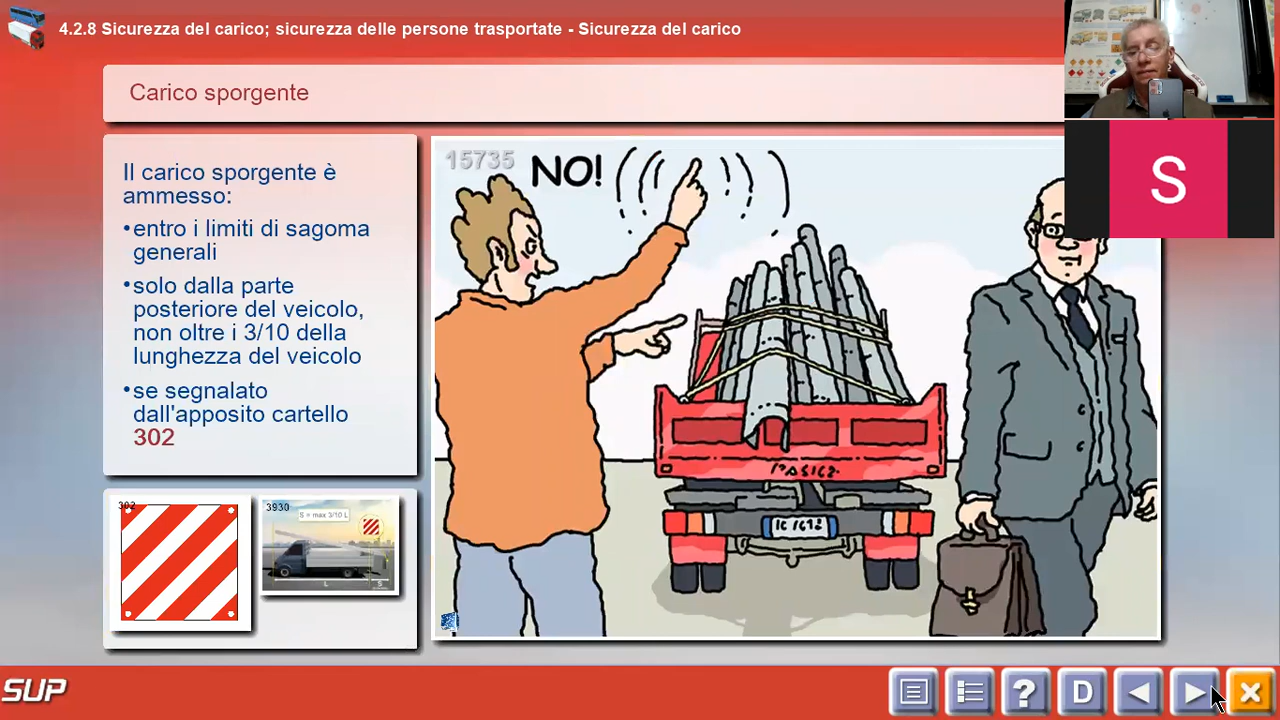 4.2.8 Sicurezza del carico; sicurezza delle persone trasportate - Sicurezza del carico
Carico sporgente
Il carico sporgente è
ammesso:
•entro i limiti di sagoma
generali
•solo dalla parte
posteriore del veicolo,
non oltre i 3/10 della
lunghezza del veicolo
•se segnalato
dall'apposito cartello
302
15735
NO!
302
3930
S = max 3/10 L
L
S
S
SUP
?
D